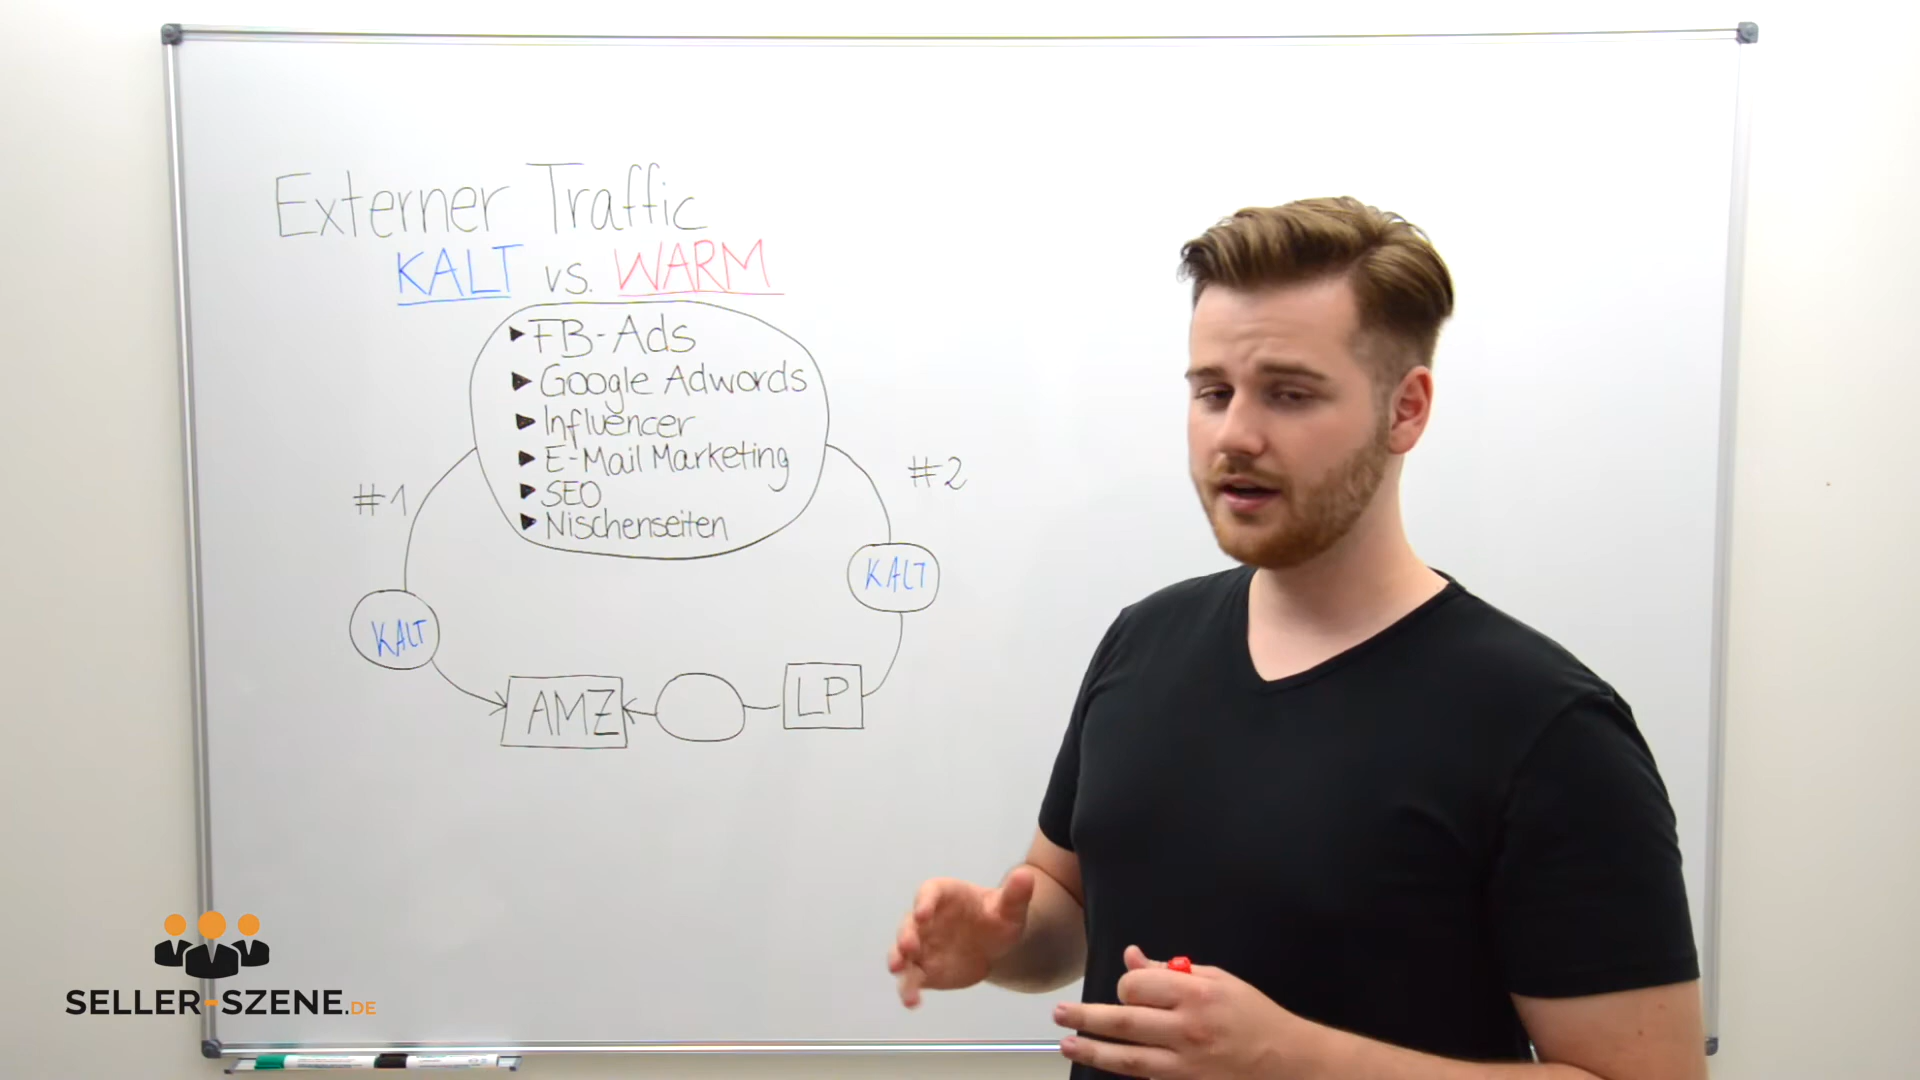 Externer Traffic
KALT vs. WARM
FB-Ads
Google Adwords
Influencer
E-Mail Marketing
SEO
Nischenseiten
#1
#2
KALT
KALT
AMZ
LP
SELLER-SZENE.DE